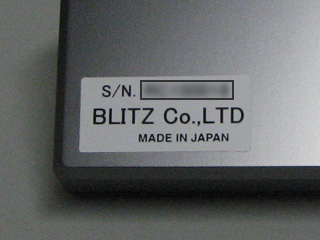 S/N.
BLITZ Co.,LTD
MADE IN JAPAN